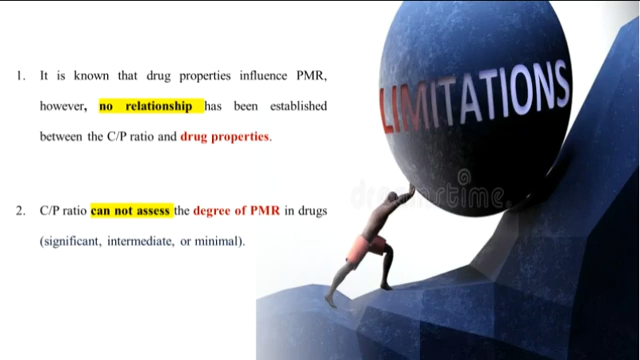 1. It is known that drug properties influence PMR,
however, no relationship has been established
between the C/P ratio and drug properties.
2. C/P ratio can not assess the degree of PMR in drugs
(significant, intermediate, or minimal).
LIMITATIONS
dreamstime.